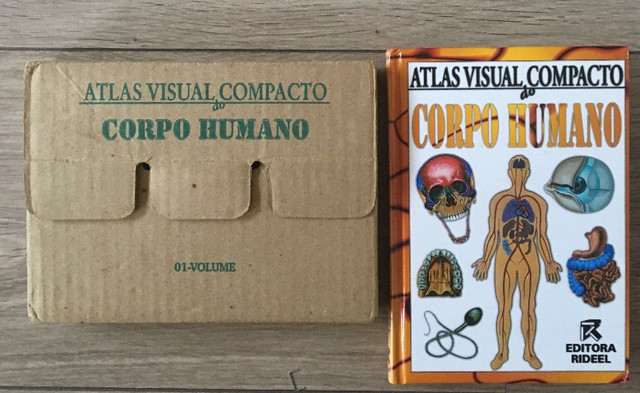 ATLAS VISUAL COMPACTO
do
CORPO HUMANO
01-VOLUME
ATLAS VISUAL COMPACTO
do
CORPO HUMANO
EDITORA
RIDEEL